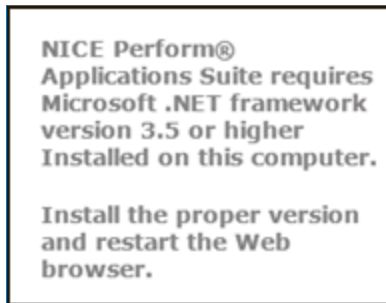 NICE Perform®
Applications Suite requires
Microsoft .NET framework
version 3.5 or higher
Installed on this computer.
Install the proper version
and restart the Web
browser.